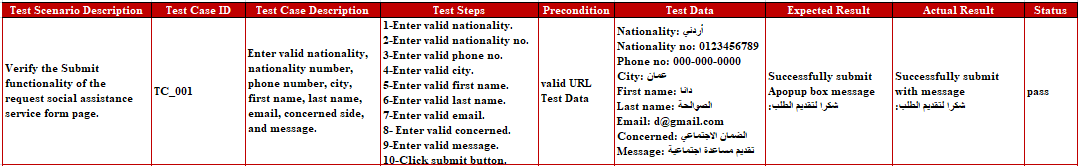 Test Scenario Description
Test Case ID
Test Case Description
Test Steps
Precondition
Test Data
Expected Result
Actual Result
Status
Verify the Submit
functionality of the
request social assistance
service form page.
TC_001
Enter valid nationality,
nationality number,
phone number, city,
first name, last name,
email, concerned side,
and message.
1-Enter valid nationality.
2-Enter valid nationality no.
3-Enter valid phone no.
4-Enter valid city.
5-Enter valid first name.
6-Enter valid last name.
7-Enter valid email.
8- Enter valid concerned.
9-Enter valid message.
10-Click submit button.
valid URL
Test Data
Nationality: أردني
Nationality no: 0123456789
Phone no: 000-000-0000
City: عمان
First name: دانا
Last name: الصوالحة
Email: d@gmail.com
Concerned: الضمان الاجتماعي
Message: تقديم مساعدة اجتماعية
Successfully submit
Apopup box message
شكرا لتقديم الطلب:
Successfully submit
with message
شكرا لتقديم الطلب:
pass